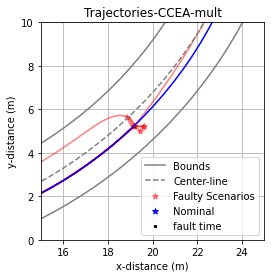 Trajectories-CCEA-mult
10
8
6
4
2
0
y-distance (m)
Bounds
Center-line
Faulty Scenarios
Nominal
fault time
16 18 20 22 24
x-distance (m)